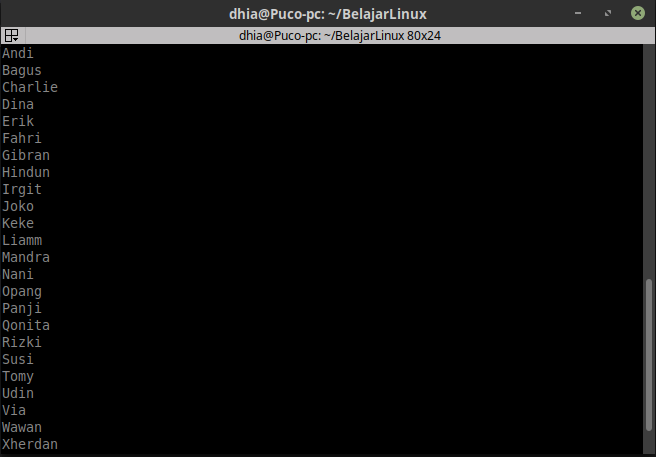 dhia@Puco-pc: ~/BelajarLinux
dhia@Puco-pc: ~/BelajarLinux 80x24
Andi
Bagus
Charlie
Dina
Erik
Fahri
Gibran
Hindun
Irgit
Joko
Keke
Liamm
Mandra
Nani
Opang
Panji
Qonita
Rizki
Susi
Tomy
Udin
Via
Wawan
Xherdan